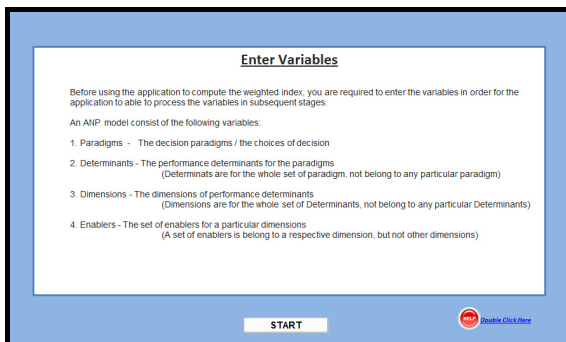 Enter Variables
Before using the application to compute the weighted index, you are required to enter the variables in order for the
application to able to process the variables in subsequent stages.
An ANP model consist of the following variables:
1. Paradigms - The decision paradigms / the choices of decision
2. Determinants - The performance determinants for the paradigms
(Determinats are for the whole set of paradigm, not belong to any particular paradigm)
3. Dimensions - The dimensions of performance determinants
(Dimensions are for the whole set of Determinants, not belong to any particular Determinants)
4. Enablers - The set of enablers for a particular dimensions
(A set of enablers is belong to a respective dimension, but not other dimensions)
START
HELP
Double Click Here